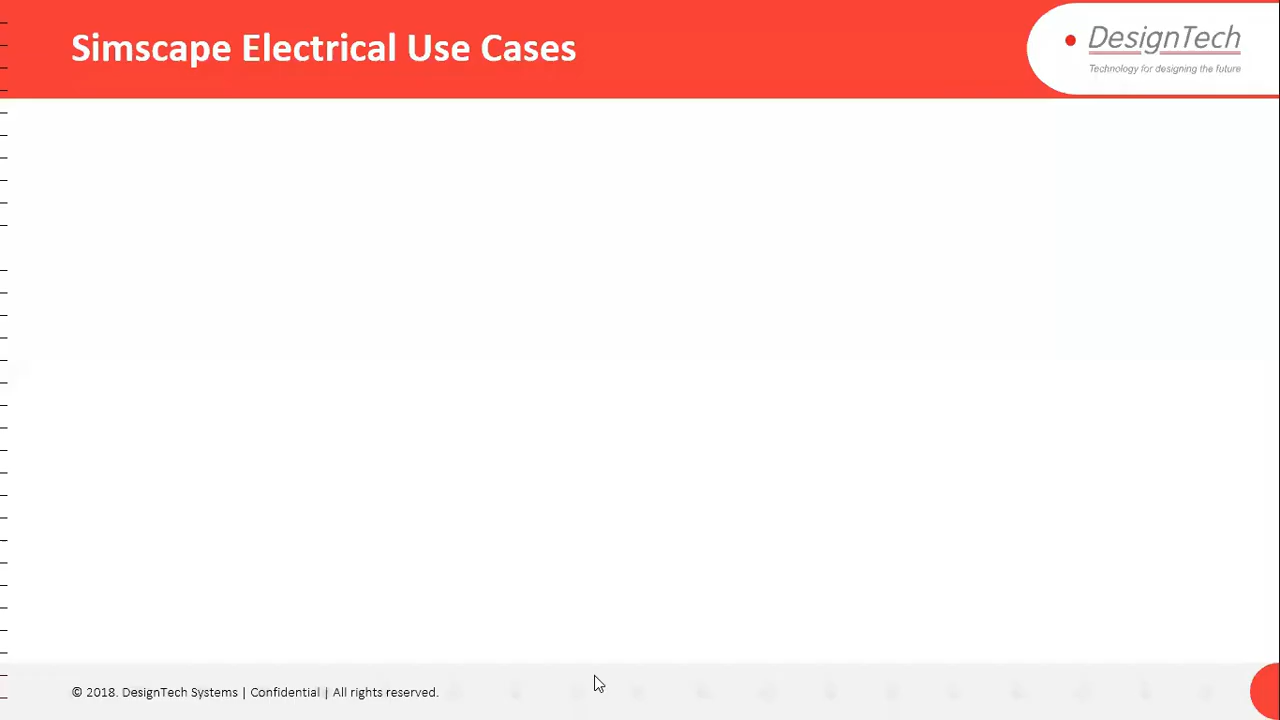 Simscape Electrical Use Cases
DesignTech
Technology for designing the future
© 2018. DesignTech Systems | Confidential | All rights reserved.